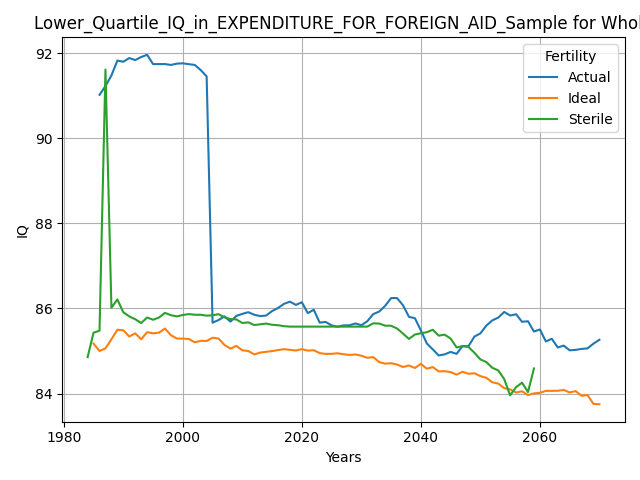 Lower_Quartile_IQ_in_EXPENDITURE_FOR_FOREIGN_AID_Sample for Whol
Fertility
Actual
Ideal
Sterile
92
90
88
86
84
IQ
1980
2000
2020
2040
2060
Years